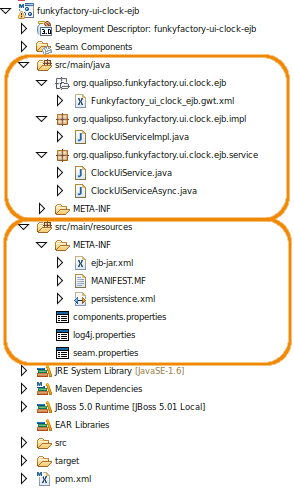 funkyfactory-ui-clock-ejb
Deployment Descriptor: funkyfactory-ui-clock-ejb
Seam Components
src/main/java
org.qualipso.funkyfactory.ui.clock.ejb
Funkyfactory_ui_clock_ejb.gwt.xml
org.qualipso.funkyfactory.ui.clock.ejb.impl
ClockUiServiceImpl.java
org.qualipso.funkyfactory.ui.clock.ejb.service
ClockUiService.java
ClockUiServiceAsync.java
META-INF
src/main/resources
META-INF
ejb-jar.xml
MANIFEST.MF
persistence.xml
components.properties
log4j.properties
seam.properties
JRE System Library [JavaSE-1.6]
Maven Dependencies
JBoss 5.0 Runtime [JBoss 5.01 Local]
EAR Libraries
src
target
pom.xml